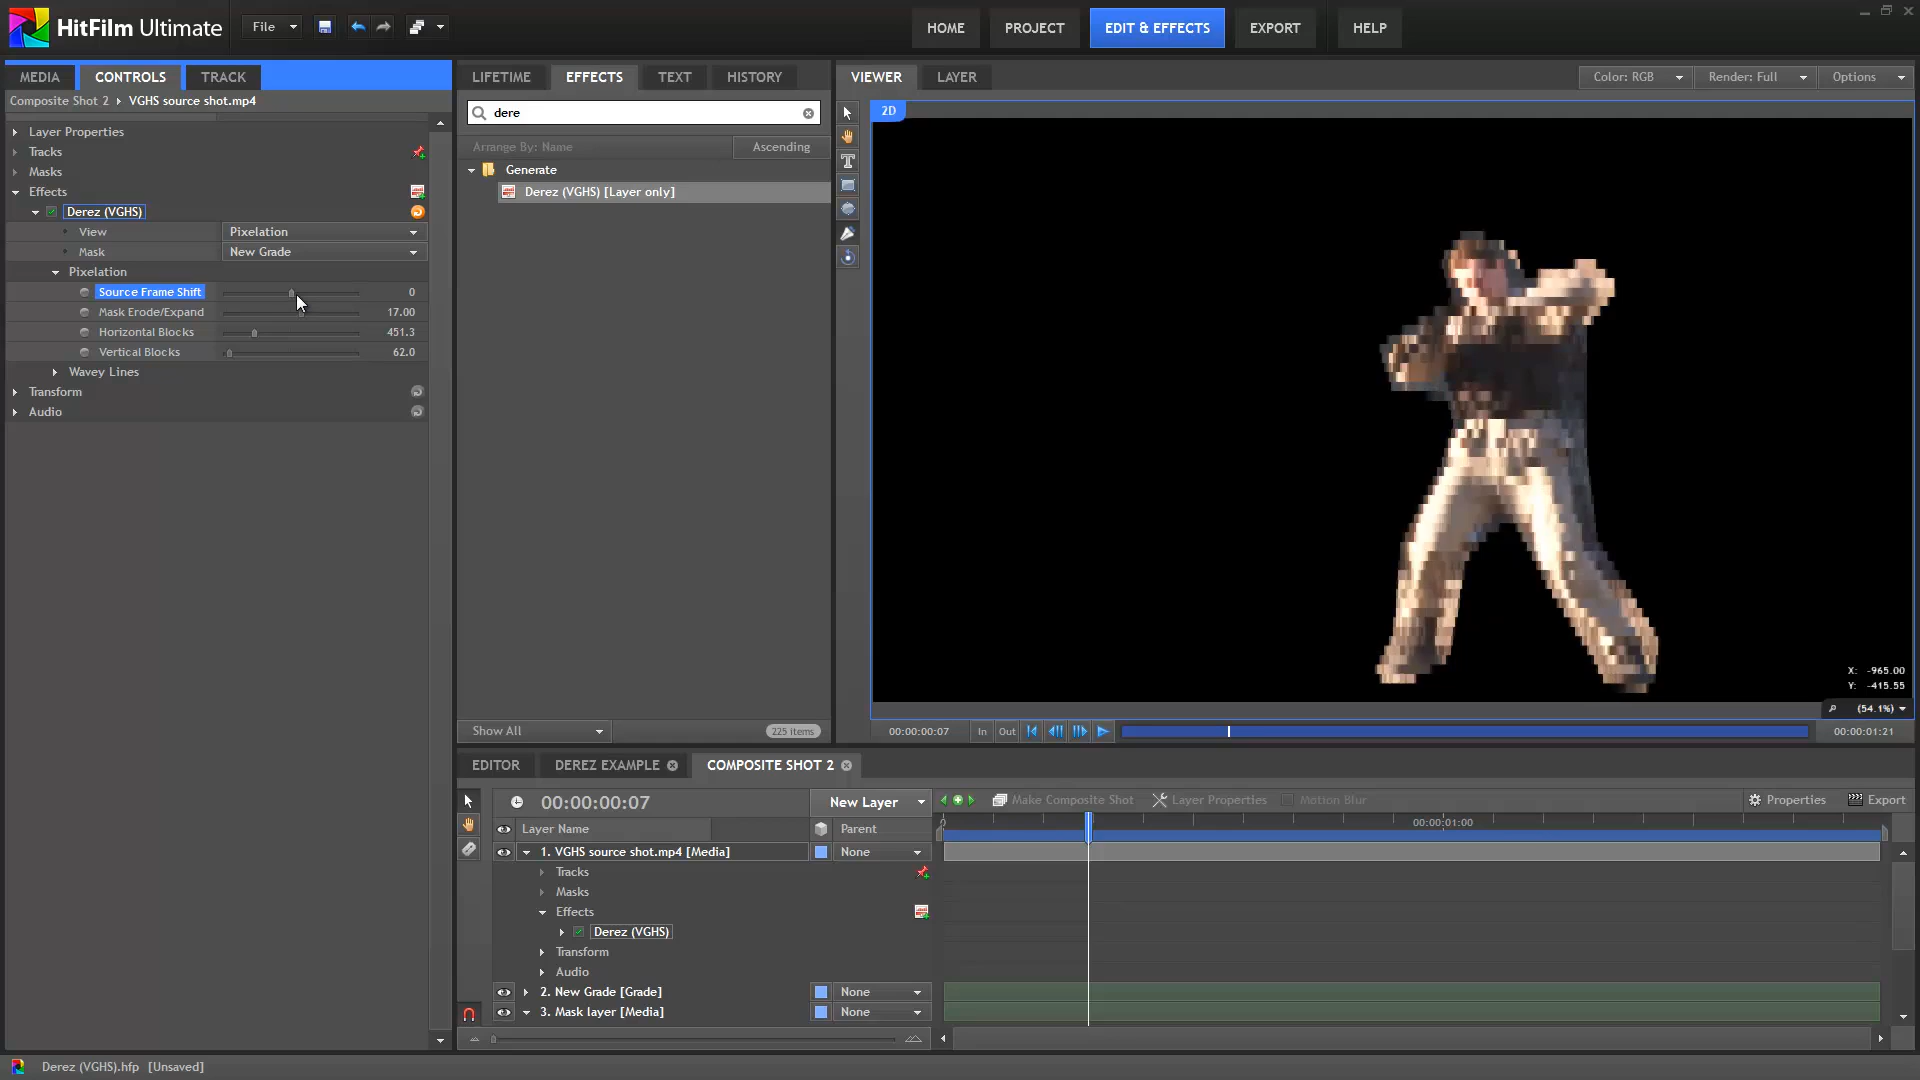 HitFilm Ultimate
File
HOME
PROJECT
EDIT & EFFECTS
EXPORT
HELP
MEDIA
CONTROLS
TRACK
Composite Shot 2
VGHS source shot.mp4
Layer Properties
Tracks
Masks
Effects
Derez (VGHS)
View
Pixelation
Mask
New Grade
Pixelation
Source Frame Shift
0
Mask Erode/Expand
17.00
Horizontal Blocks
451.3
Vertical Blocks
62.0
Wavey Lines
Transform
Audio
LIFETIME
EFFECTS
TEXT
HISTORY
dere
Arrange By: Name
Ascending
Generate
Derez (VGHS) [Layer only]
Show All
225 items
VIEWER
LAYER
Color: RGB
Render: Full
Options
2D
X: -965.00
Y: -415.55
(54.1%)
00:00:00:07
In
Out
00:00:01:21
EDITOR
DEREZ EXAMPLE
COMPOSITE SHOT 2
00:00:00:07
New Layer
Make Composite Shot
Layer Properties
Motion Blur
Properties
Export
Layer Name
Parent
0
00:00:01:00
1. VGHS source shot.mp4 [Media]
None
Tracks
Masks
Effects
Derez (VGHS)
Transform
Audio
2. New Grade [Grade]
None
3. Mask layer [Media]
None
Derez (VGHS).hfp
[Unsaved]